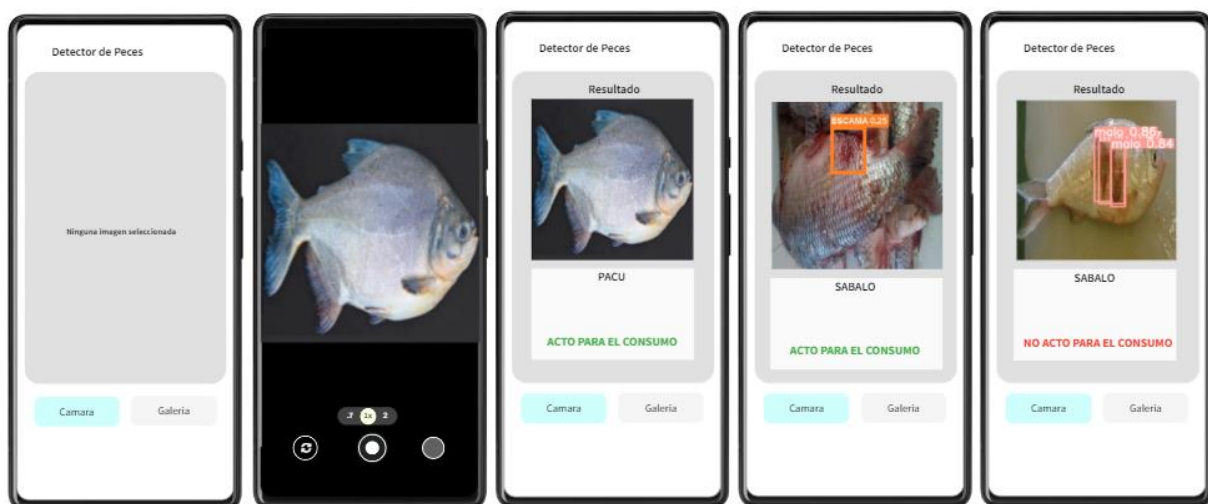 Detector de Peces
Ninguna imagen seleccionada
Camara
Galeria
.7 1x 2
Detector de Peces
Resultado
PACU
ACTO PARA EL CONSUMO
Camara
Galeria
Detector de Peces
Resultado
ESCAMA 0.25
SABALO
ACTO PARA EL CONSUMO
Camara
Galeria
Detector de Peces
Resultado
malo 0.85
malo 0.84
SABALO
NO ACTO PARA EL CONSUMO
Camara
Galeria